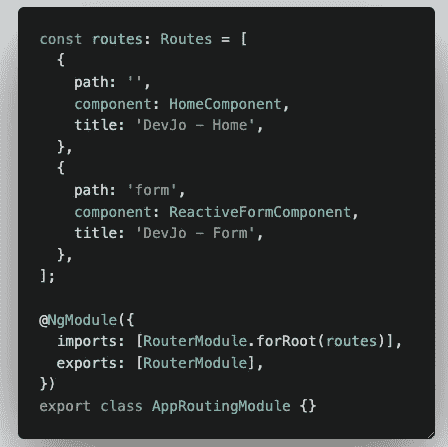 const routes: Routes = [
  {
    path: '',
    component: HomeComponent,
    title: 'DevJo - Home',
  },
  {
    path: 'form',
    component: ReactiveFormComponent,
    title: 'DevJo - Form',
  },
];

@NgModule({
  imports: [RouterModule.forRoot(routes)],
  exports: [RouterModule],
})
export class AppRoutingModule {}